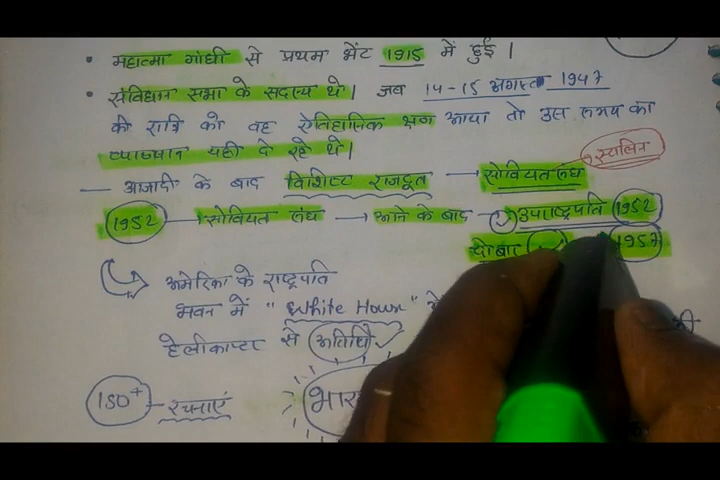 • महात्मा गांधी से प्रथम भेंट 1915 में हुई।
• संविधान सभा के सदस्य थे। जब 14-15 अगस्त 1947
की रात्रि को वह ऐतिहासिक क्षण आया तो उस समय का
व्याख्यान यही दे रहे थे।
— आजादी के बाद विशिष्ट राजदूत → सोवियत संघ → स्टालिन
1952 → सोवियत संघ → आने के बाद → उपराष्ट्रपति 1952
दो बार 1957
अमेरिका के राष्ट्रपति
भवन में "White House"
हेलीकाप्टर से अतिथि
150+ — रचनाएं